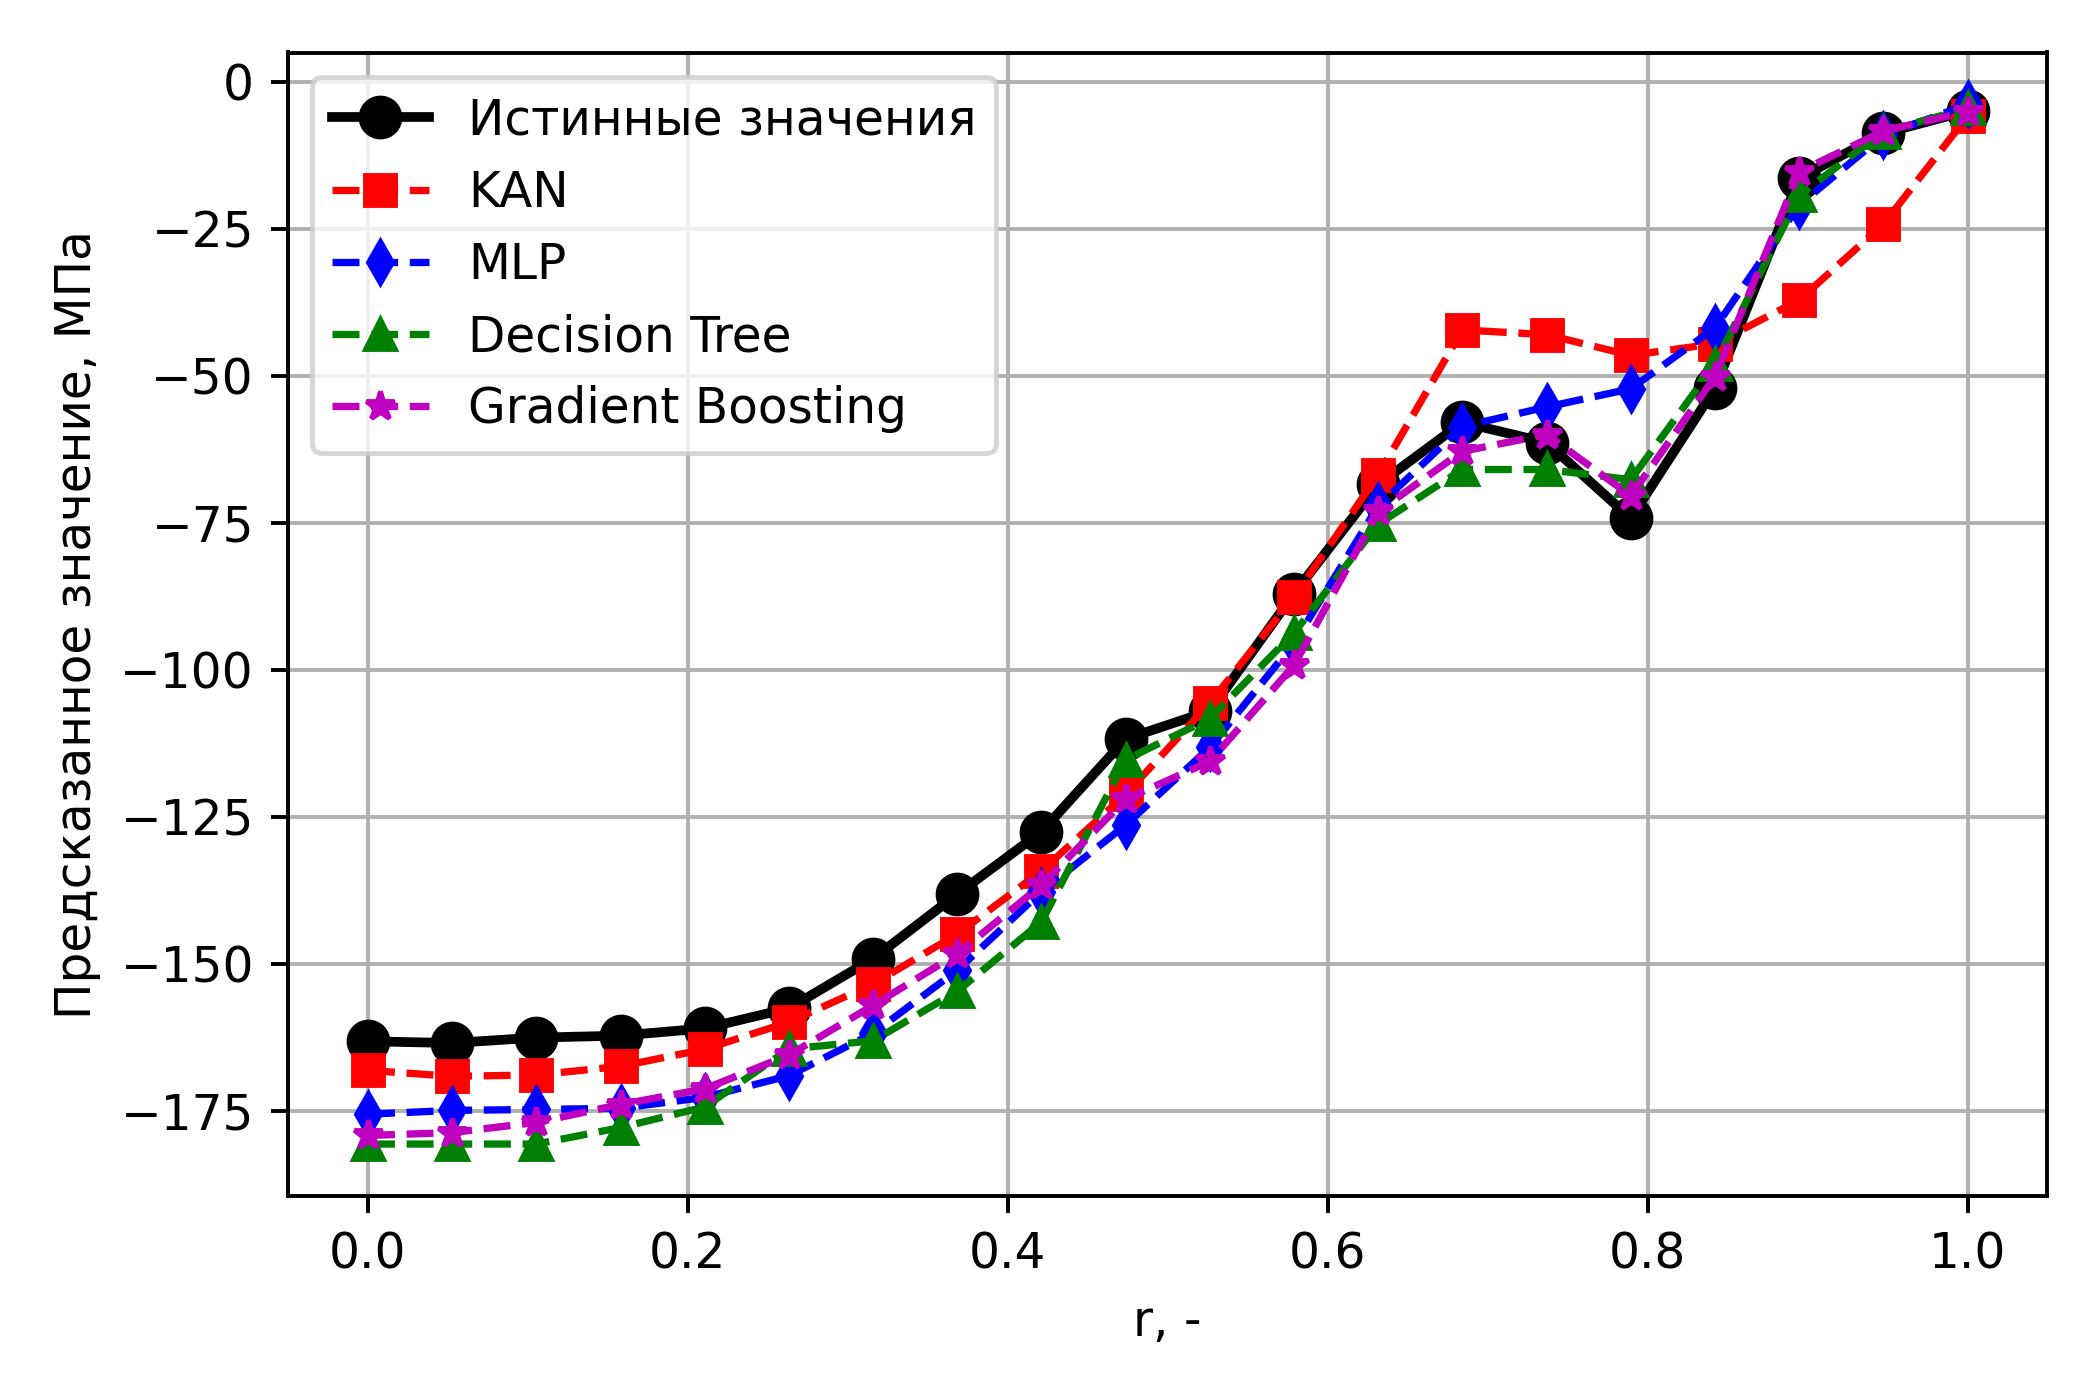 Предсказанное значение, МПа
0
−25
−50
−75
−100
−125
−150
−175
Истинные значения
KAN
MLP
Decision Tree
Gradient Boosting
0.0 0.2 0.4 0.6 0.8 1.0
r, -